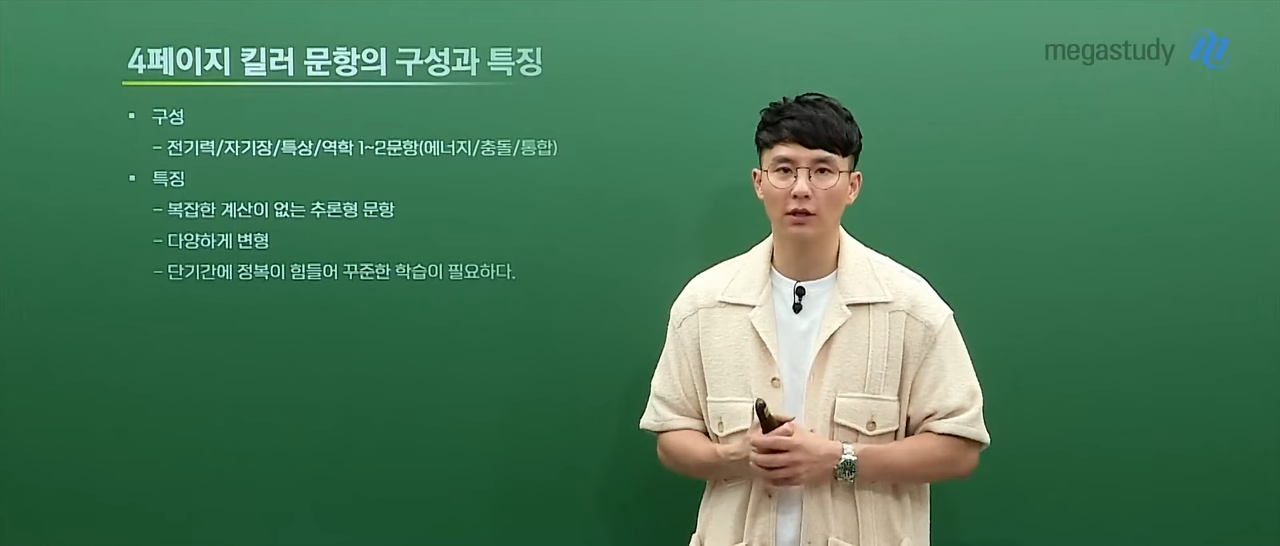 4페이지 킬러 문항의 구성과 특징
megastudy
▪ 구성
– 전기력/자기장/특상/역학 1~2문항(에너지/충돌/통합)
▪ 특징
– 복잡한 계산이 없는 추론형 문항
– 다양하게 변형
– 단기간에 정복이 힘들어 꾸준한 학습이 필요하다.